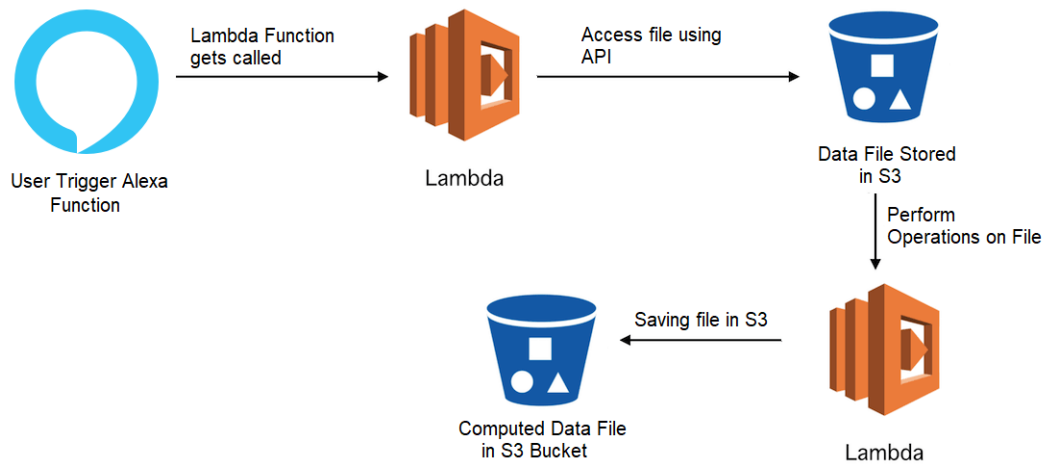 Lambda Function
gets called
Access file using
API
User Trigger Alexa
Function
Lambda
Data File Stored
in S3
Perform
Operations on File
Saving file in S3
Computed Data File
in S3 Bucket
Lambda